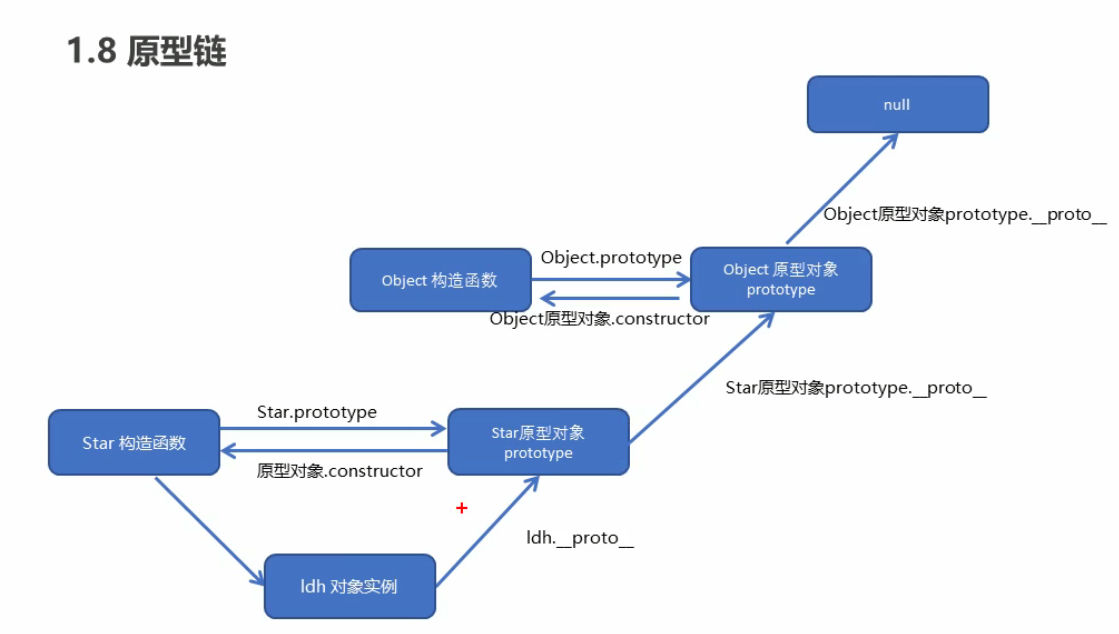 1.8 原型链
null
Object原型对象prototype.__proto__
Object 构造函数
Object.prototype
Object 原型对象
prototype
Object原型对象.constructor
Star原型对象prototype.__proto__
Star 构造函数
Star.prototype
Star原型对象
prototype
原型对象.constructor
ldh.__proto__
ldh 对象实例